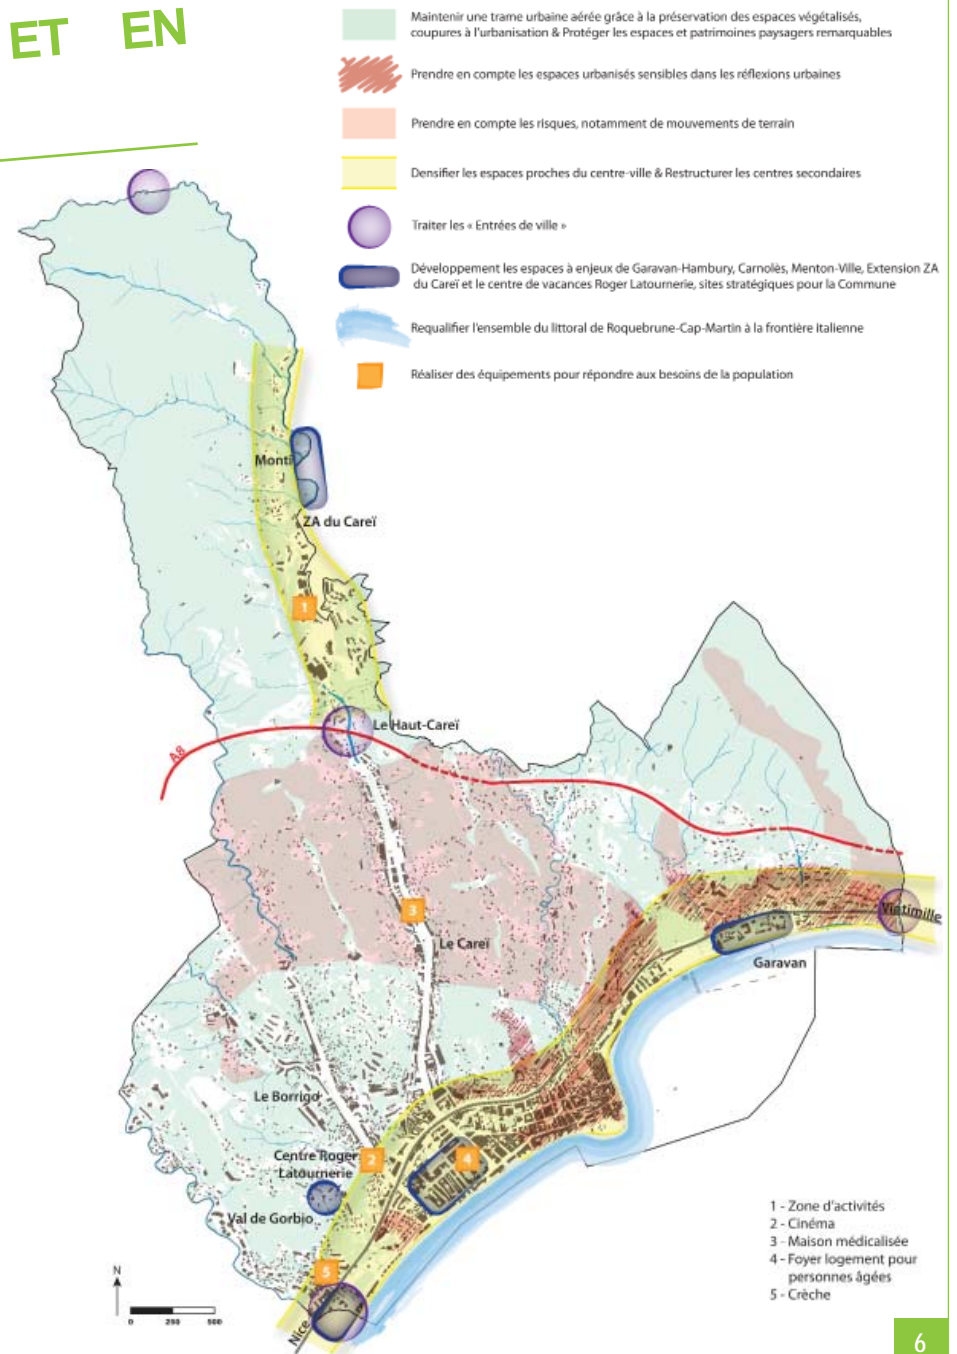 ET EN
Maintenir une trame urbaine aérée grâce à la préservation des espaces végétalisés,
coupures à l'urbanisation & Protéger les espaces et patrimoines paysagers remarquables
Prendre en compte les espaces urbanisés sensibles dans les réflexions urbaines
Prendre en compte les risques, notamment de mouvements de terrain
Densifier les espaces proches du centre-ville & Restructurer les centres secondaires
Traiter les « Entrées de ville »
Développement les espaces à enjeux de Garavan-Hambury, Carnolès, Menton-Ville, Extension ZA
du Careï et le centre de vacances Roger Latournerie, sites stratégiques pour la Commune
Requalifier l'ensemble du littoral de Roquebrune-Cap-Martin à la frontière italienne
Réaliser des équipements pour répondre aux besoins de la population
Monti
ZA du Careï
1
Le Haut-Careï
A8
3
Vintimille
Le Careï
Garavan
Le Borrigo
Centre Roger
Latournerie
2
4
Val de Gorbio
5
Nice
N
0 250 500
1 - Zone d'activités
2 - Cinéma
3 - Maison médicalisée
4 - Foyer logement pour
personnes âgées
5 - Crèche
6